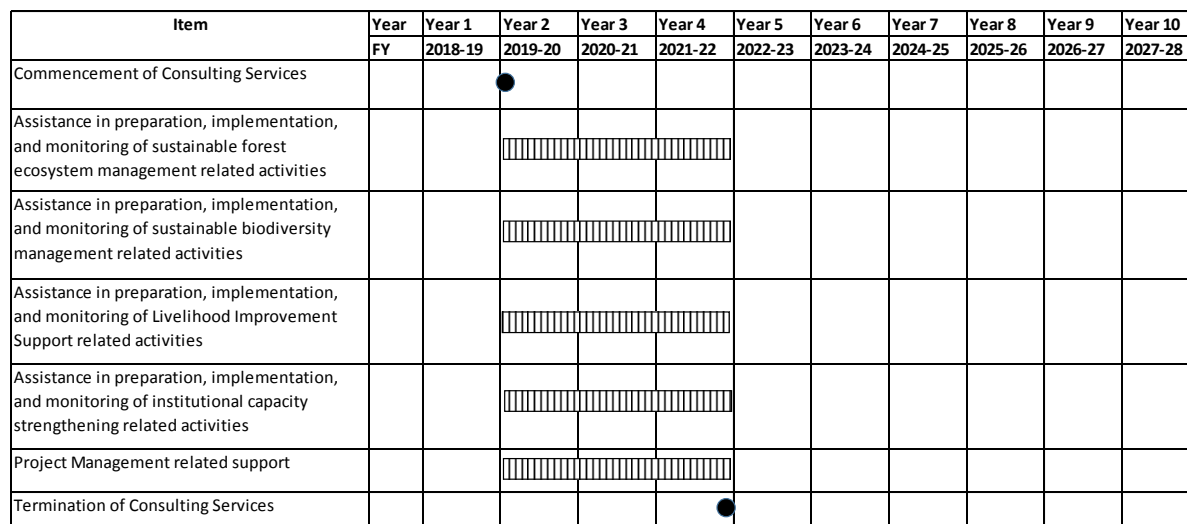 Item Year Year 1 Year 2 Year 3 Year 4 Year 5 Year 6 Year 7 Year 8 Year 9 Year 10
FY 2018-19 2019-20 2020-21 2021-22 2022-23 2023-24 2024-25 2025-26 2026-27 2027-28
Commencement of Consulting Services
Assistance in preparation, implementation,
and monitoring of sustainable forest
ecosystem management related activities
Assistance in preparation, implementation,
and monitoring of sustainable biodiversity
management related activities
Assistance in preparation, implementation,
and monitoring of Livelihood Improvement
Support related activities
Assistance in preparation, implementation,
and monitoring of institutional capacity
strengthening related activities
Project Management related support
Termination of Consulting Services